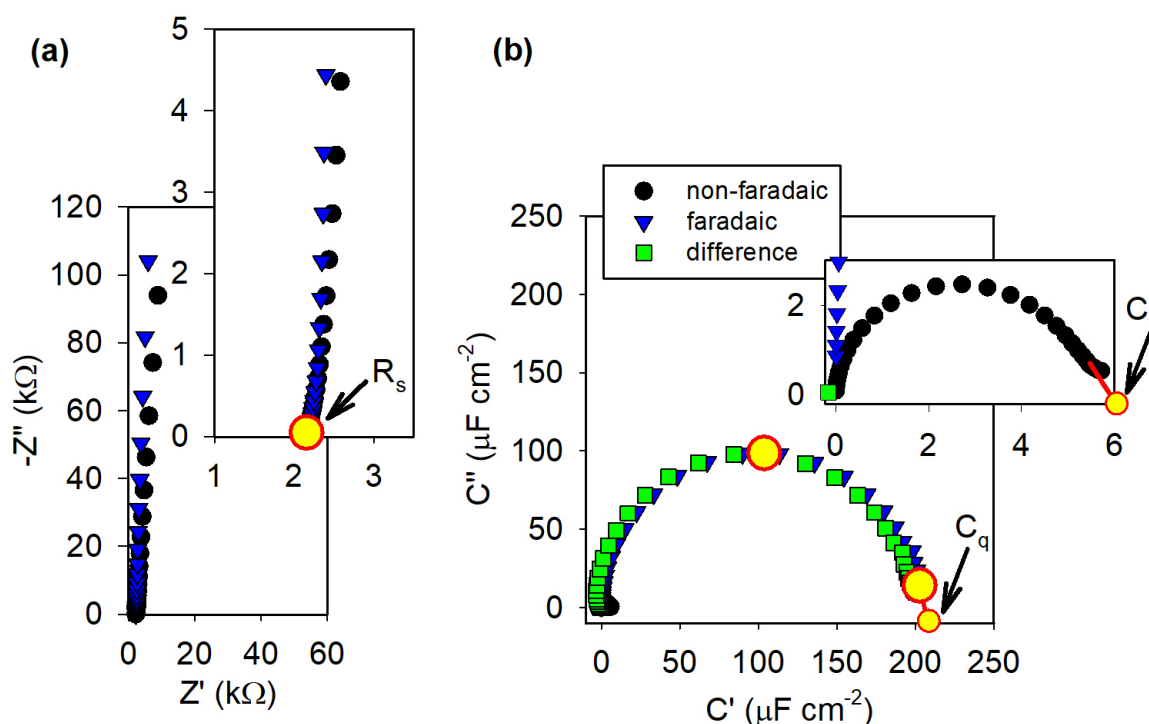 (a)
5
4
3
2
1
0
1 2 3
R_s
120
100
80
60
40
20
0
0 20 40 60
-Z'' (kΩ)
Z' (kΩ)
(b)
non-faradaic
faradaic
difference
250
200
150
100
50
0
0 50 100 150 200 250
C'' (μF cm⁻²)
C' (μF cm⁻²)
2
0
0 2 4 6
C
C_q